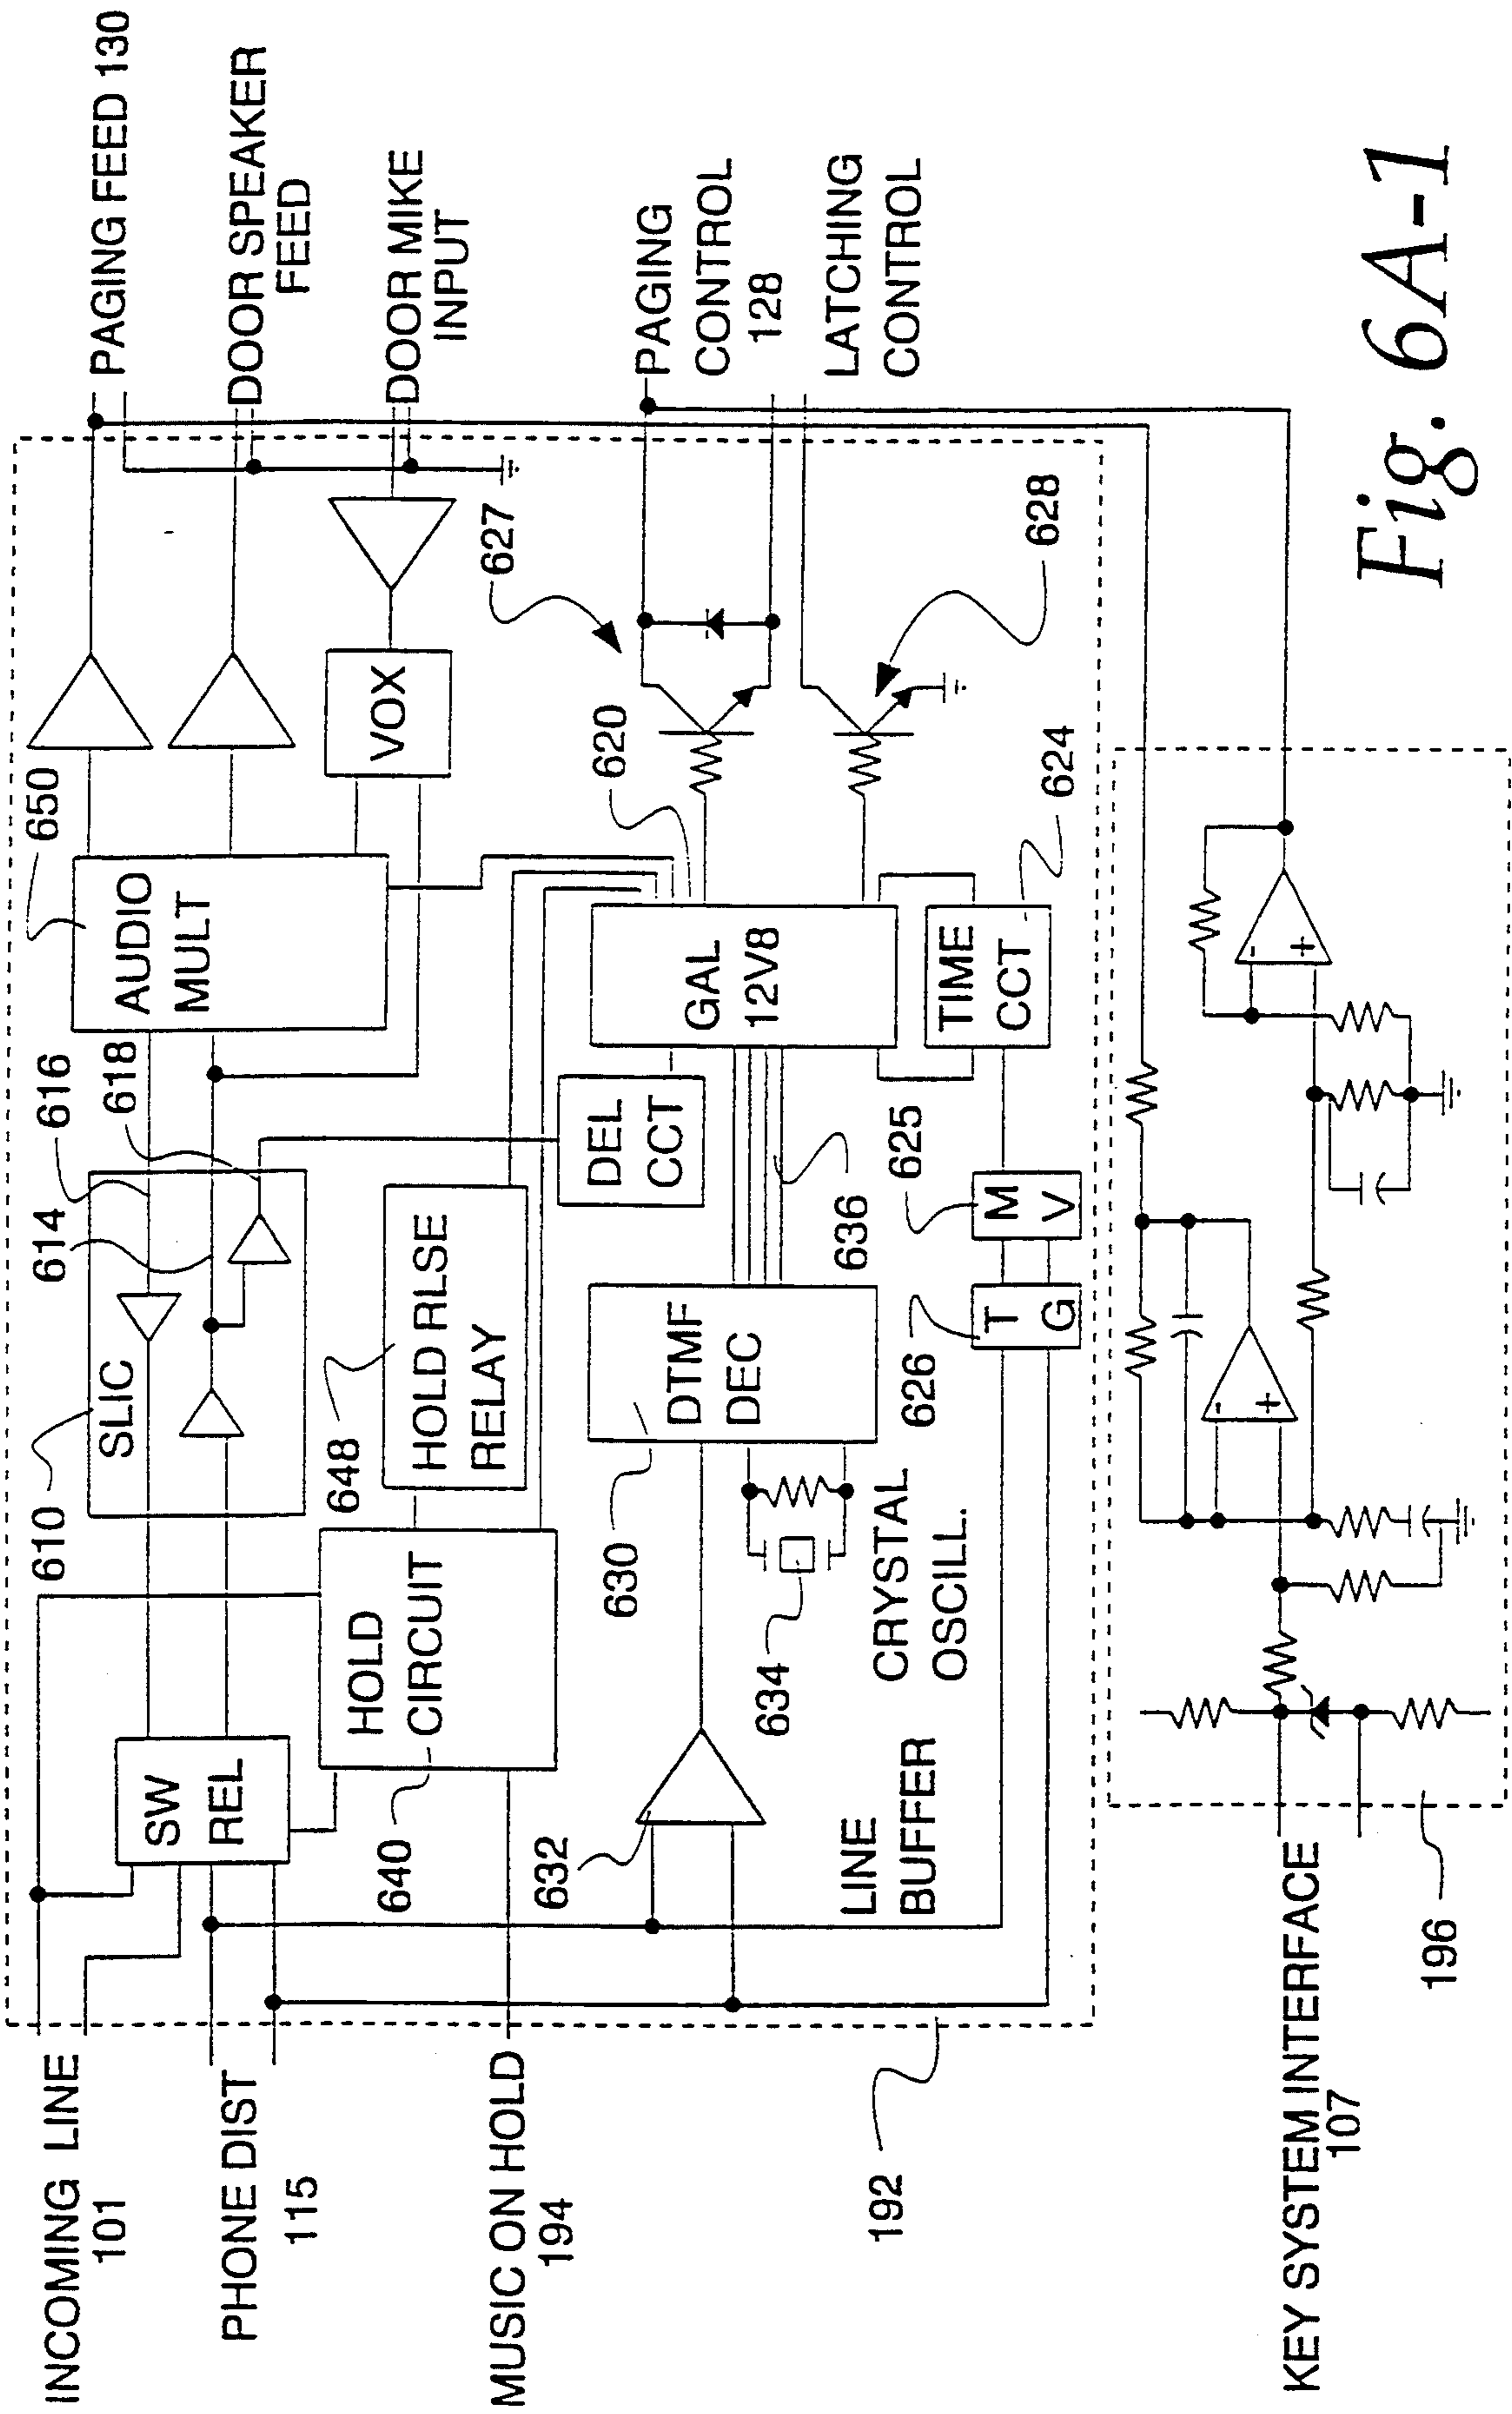 INCOMING LINE
101
PHONE DIST
115
MUSIC ON HOLD
194
192
SW
REL
610
SLIC
614
616
618
650
AUDIO
MULT
VOX
PAGING FEED 130
DOOR SPEAKER
FEED
DOOR MIKE
INPUT
HOLD
CIRCUIT
640
648
HOLD RLSE
RELAY
DEL
CCT
620
GAL
12V8
627
628
PAGING
CONTROL
128
LATCHING
CONTROL
632
LINE
BUFFER
630
DTMF
DEC
634
CRYSTAL
OSCILL.
636
TIME
CCT
624
625
M
V
626
T
G
KEY SYSTEM INTERFACE
107
196
-
+
-
+
Fig. 6A-1